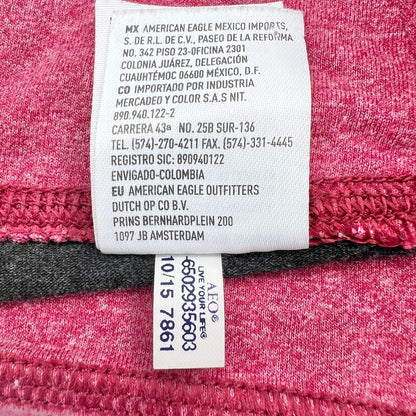 MX AMERICAN EAGLE MEXICO IMPORTS,
S. DE R.L. DE C.V., PASEO DE LA REFORMA
NO. 342 PISO 23-OFICINA 2301
COLONIA JUÁREZ, DELEGACIÓN
CUAUHTÉMOC 06600 MÉXICO, D.F.
CO IMPORTADO POR INDUSTRIA
MERCADEO Y COLOR S.A.S NIT.
890.940.122-2
CARRERA 43ª NO. 25B SUR-136
TEL. (574)-270-4211 FAX. (574)-331-4445
REGISTRO SIC: 890940122
ENVIGADO-COLOMBIA
EU AMERICAN EAGLE OUTFITTERS
DUTCH OP CO B.V.
PRINS BERNHARDPLEIN 200
1097 JB AMSTERDAM
AEO®
LIVE YOUR LIFE®
-6502935603
10/15 7861